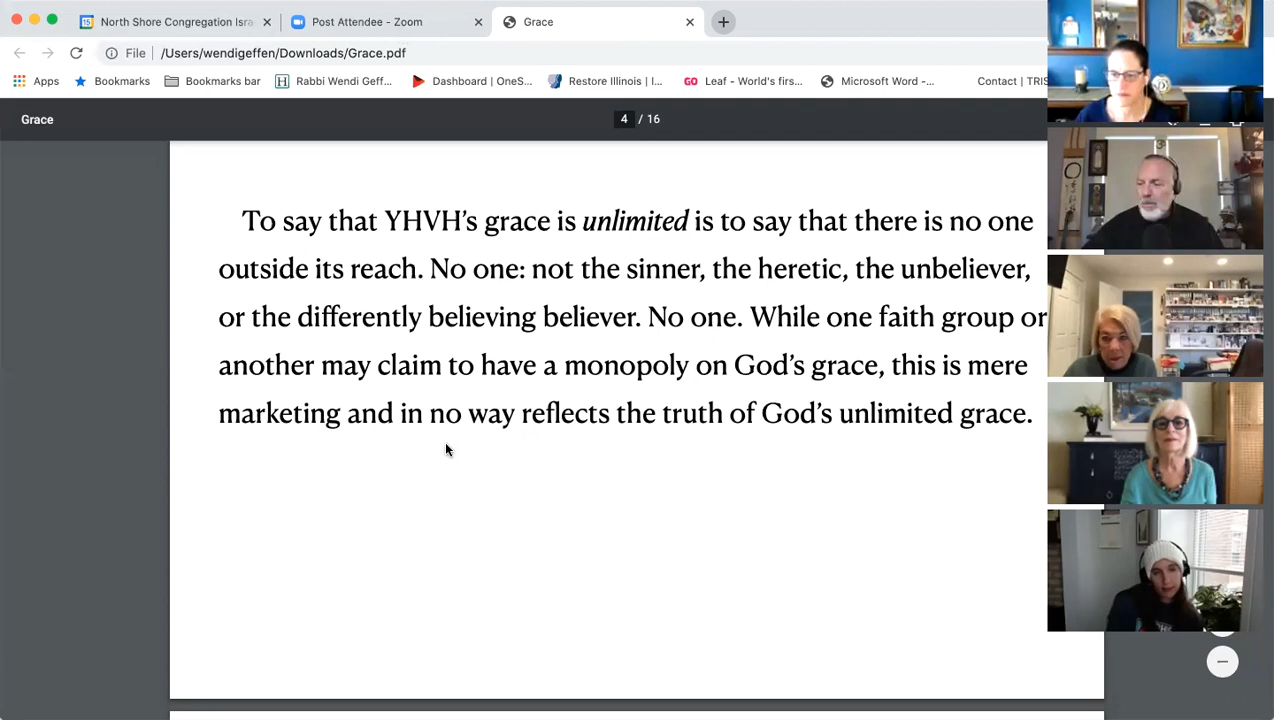 North Shore Congregation Isra
Post Attendee - Zoom
Grace
File
/Users/wendigeffen/Downloads/Grace.pdf
Apps
Bookmarks
Bookmarks bar
Rabbi Wendi Geff...
Dashboard | OneS...
Restore Illinois | I...
GO
Leaf - World's first...
Microsoft Word -...
Contact | TRIS
Grace
4 / 16
To say that YHVH’s grace is unlimited is to say that there is no one
outside its reach. No one: not the sinner, the heretic, the unbeliever,
or the differently believing believer. No one. While one faith group or
another may claim to have a monopoly on God’s grace, this is mere
marketing and in no way reflects the truth of God’s unlimited grace.